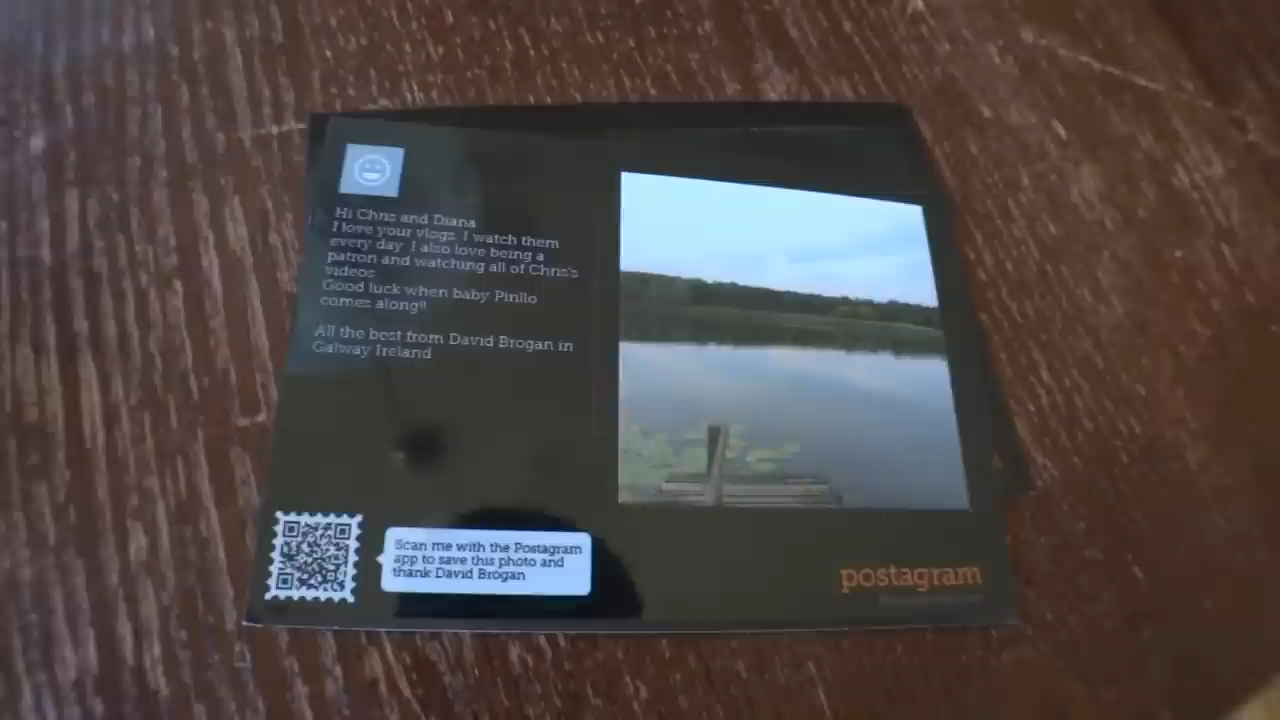 Hi Chris and Diana
I love your vlogs. I watch them
every day. I also love being a
patron and watching all of Chris's
videos
Good luck when baby Pinllo
comes along!!
All the best from David Brogan in
Galway Ireland
Scan me with the Postagram
app to save this photo and
thank David Brogan
postagram